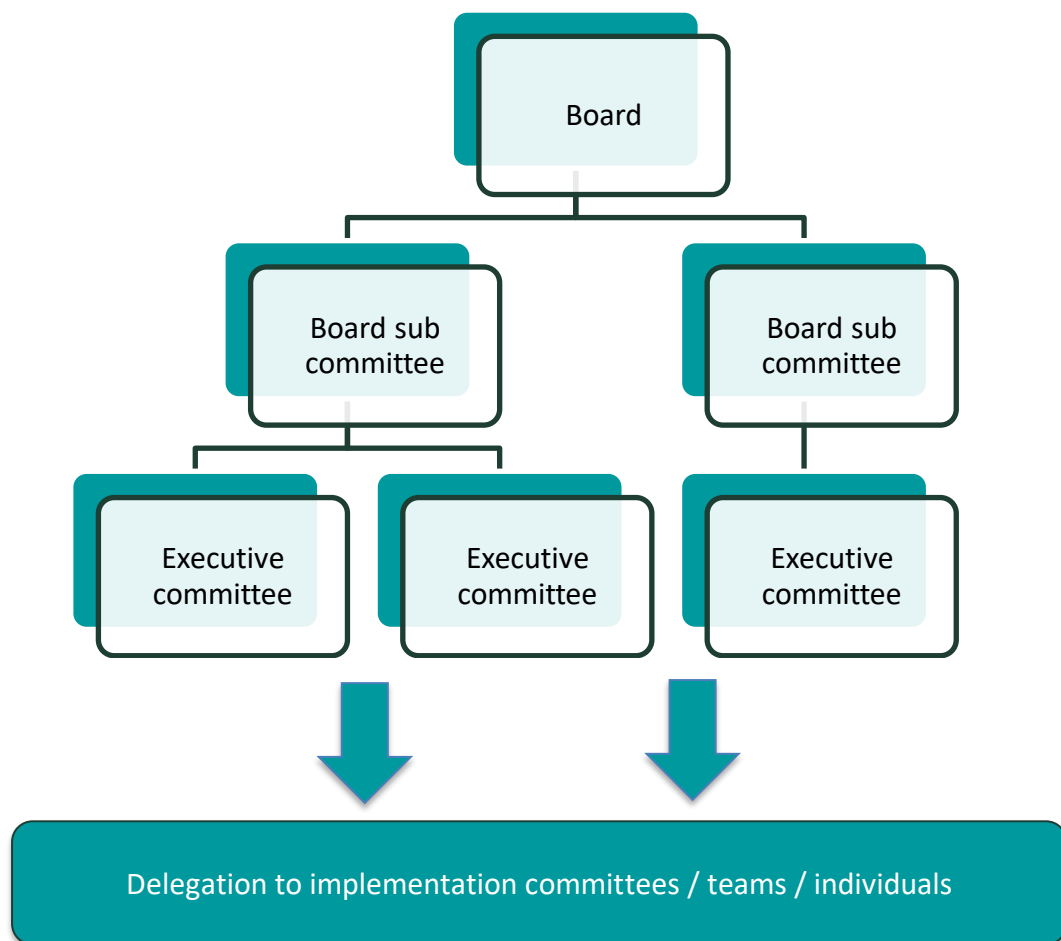 Board
Board sub
committee
Board sub
committee
Executive
committee
Executive
committee
Executive
committee
Delegation to implementation committees / teams / individuals